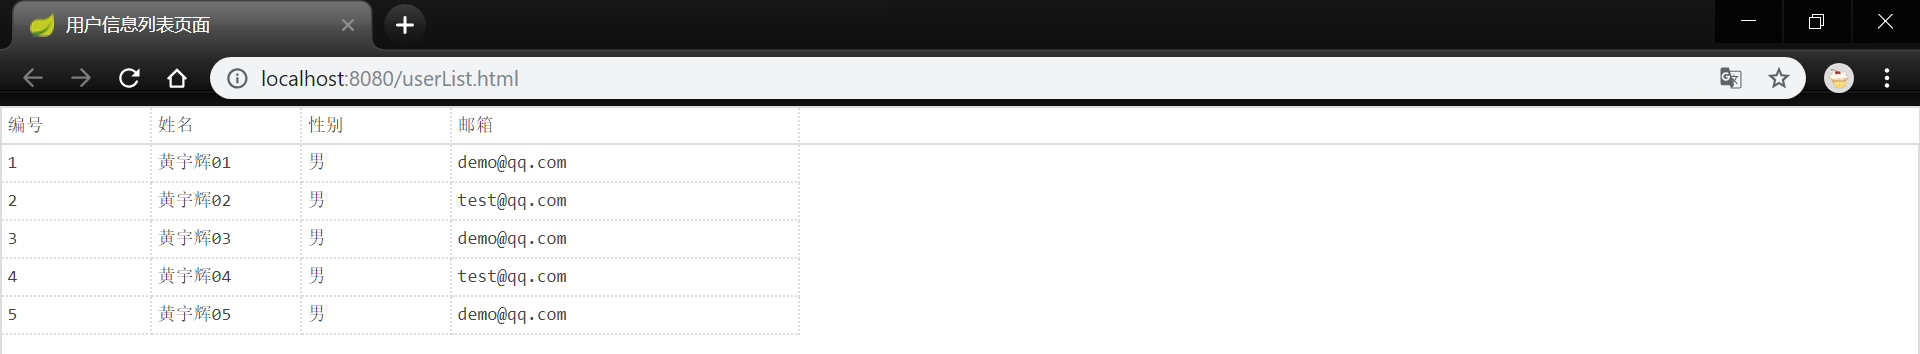 用户信息列表页面
localhost:8080/userList.html
编号 姓名 性别 邮箱
1 黄宇辉01 男 demo@qq.com
2 黄宇辉02 男 test@qq.com
3 黄宇辉03 男 demo@qq.com
4 黄宇辉04 男 test@qq.com
5 黄宇辉05 男 demo@qq.com